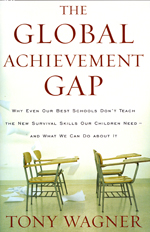 THE
GLOBAL
ACHIEVEMENT
GAP
WHY EVEN OUR BEST SCHOOLS DON'T TEACH
THE NEW SURVIVAL SKILLS OUR CHILDREN NEED—
AND WHAT WE CAN DO ABOUT IT
TONY WAGNER